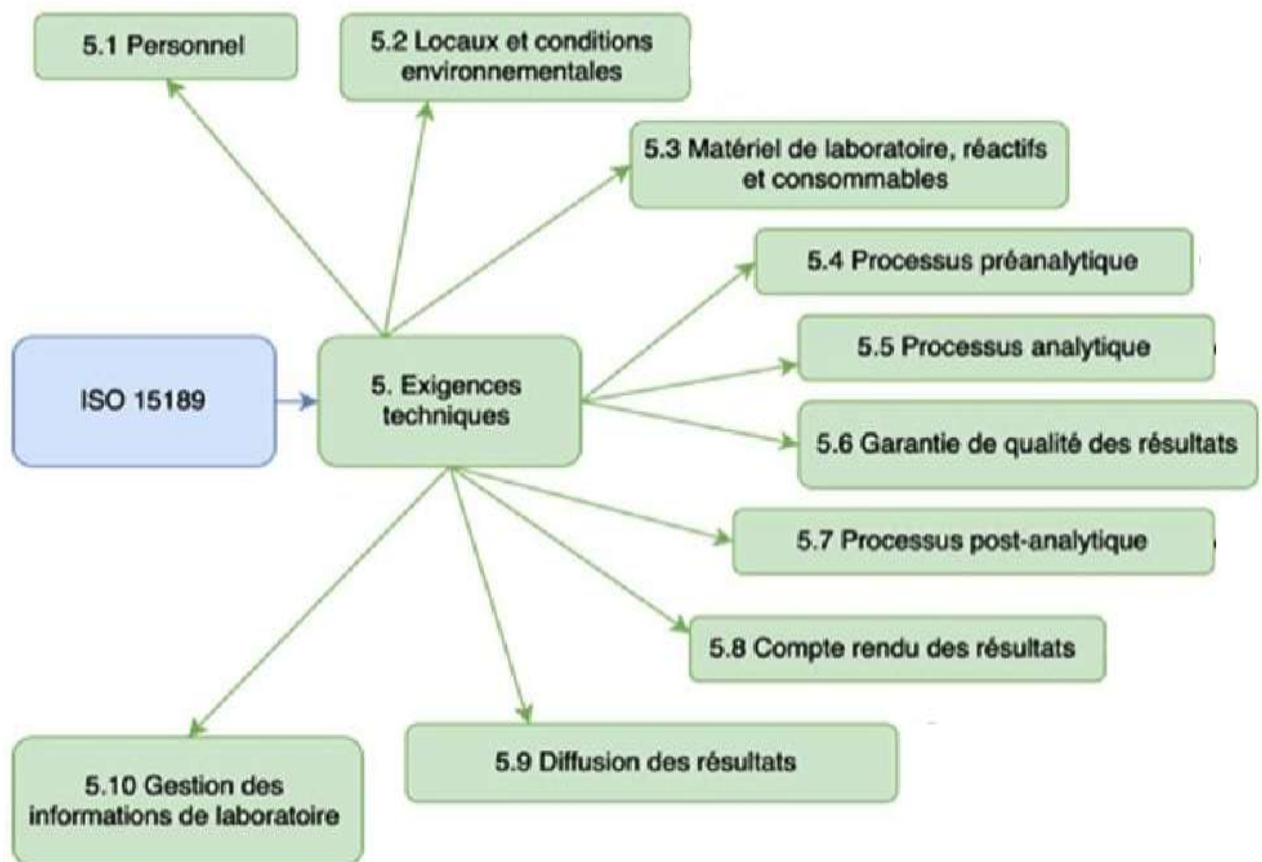 5.1 Personnel
5.2 Locaux et conditions
environnementales
5.3 Matériel de laboratoire, réactifs
et consommables
5.4 Processus préanalytique
ISO 15189
5. Exigences
techniques
5.5 Processus analytique
5.6 Garantie de qualité des résultats
5.7 Processus post-analytique
5.8 Compte rendu des résultats
5.9 Diffusion des résultats
5.10 Gestion des
informations de laboratoire